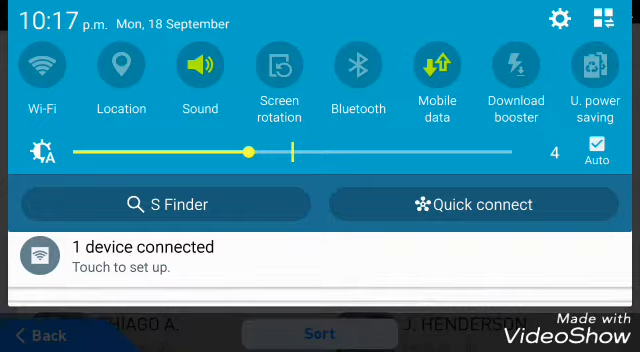 10:17 p.m. Mon, 18 September
Wi-Fi
Location
Sound
Screen rotation
Bluetooth
Mobile data
Download booster
U. power saving
A
4
Auto
S Finder
Quick connect
1 device connected
Touch to set up.
THIAGO A.
J. HENDERSON
Back
Sort
Made with
VideoShow